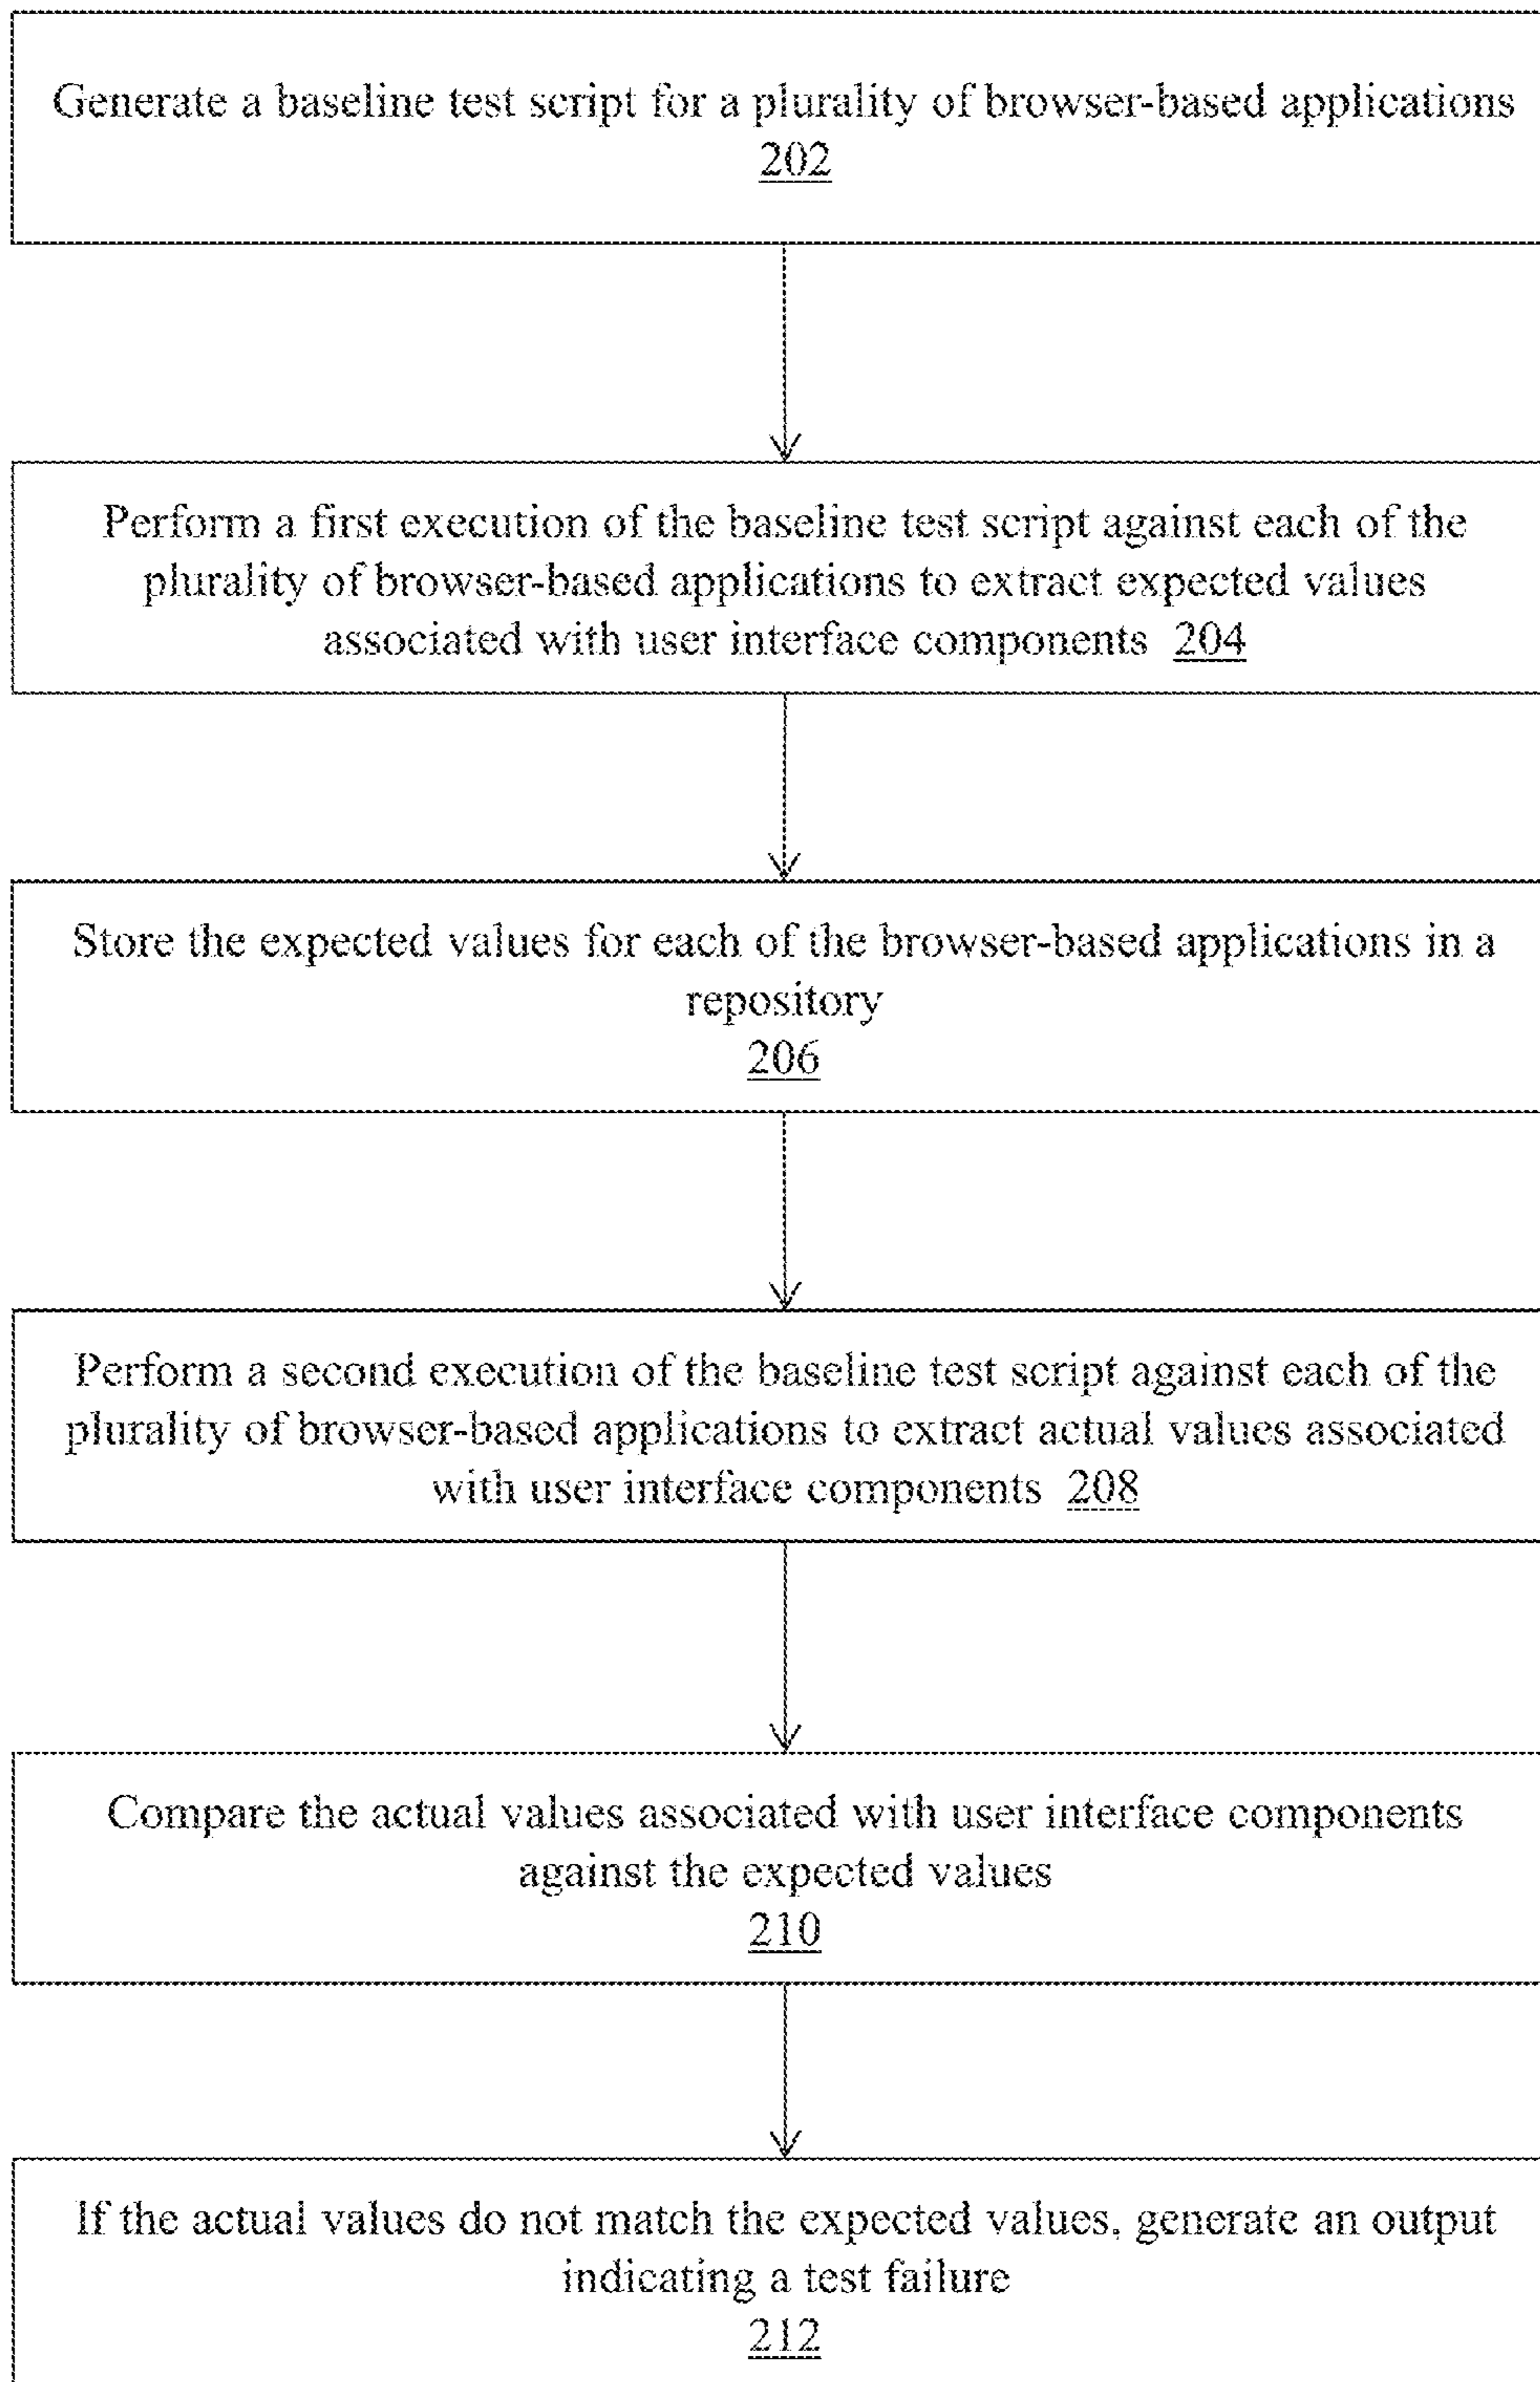 Generate a baseline test script for a plurality of browser-based applications
202
Perform a first execution of the baseline test script against each of the
plurality of browser-based applications to extract expected values
associated with user interface components 204
Store the expected values for each of the browser-based applications in a
repository
206
Perform a second execution of the baseline test script against each of the
plurality of browser-based applications to extract actual values associated
with user interface components 208
Compare the actual values associated with user interface components
against the expected values
210
If the actual values do not match the expected values, generate an output
indicating a test failure
212